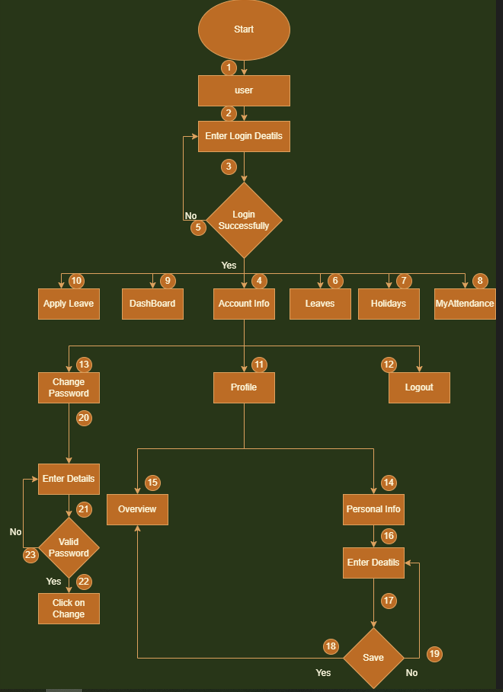 Start
1
user
2
Enter Login Deatils
3
Login
Successfully
No
5
Yes
10
9
4
6
7
8
Apply Leave
DashBoard
Account Info
Leaves
Holidays
MyAttendance
13
11
12
Change
Password
Profile
Logout
20
Enter Details
15
14
Overview
Personal Info
21
16
No
Valid
Password
Enter Deatils
23
Yes
22
17
Click on
Change
18
19
Save
Yes
No